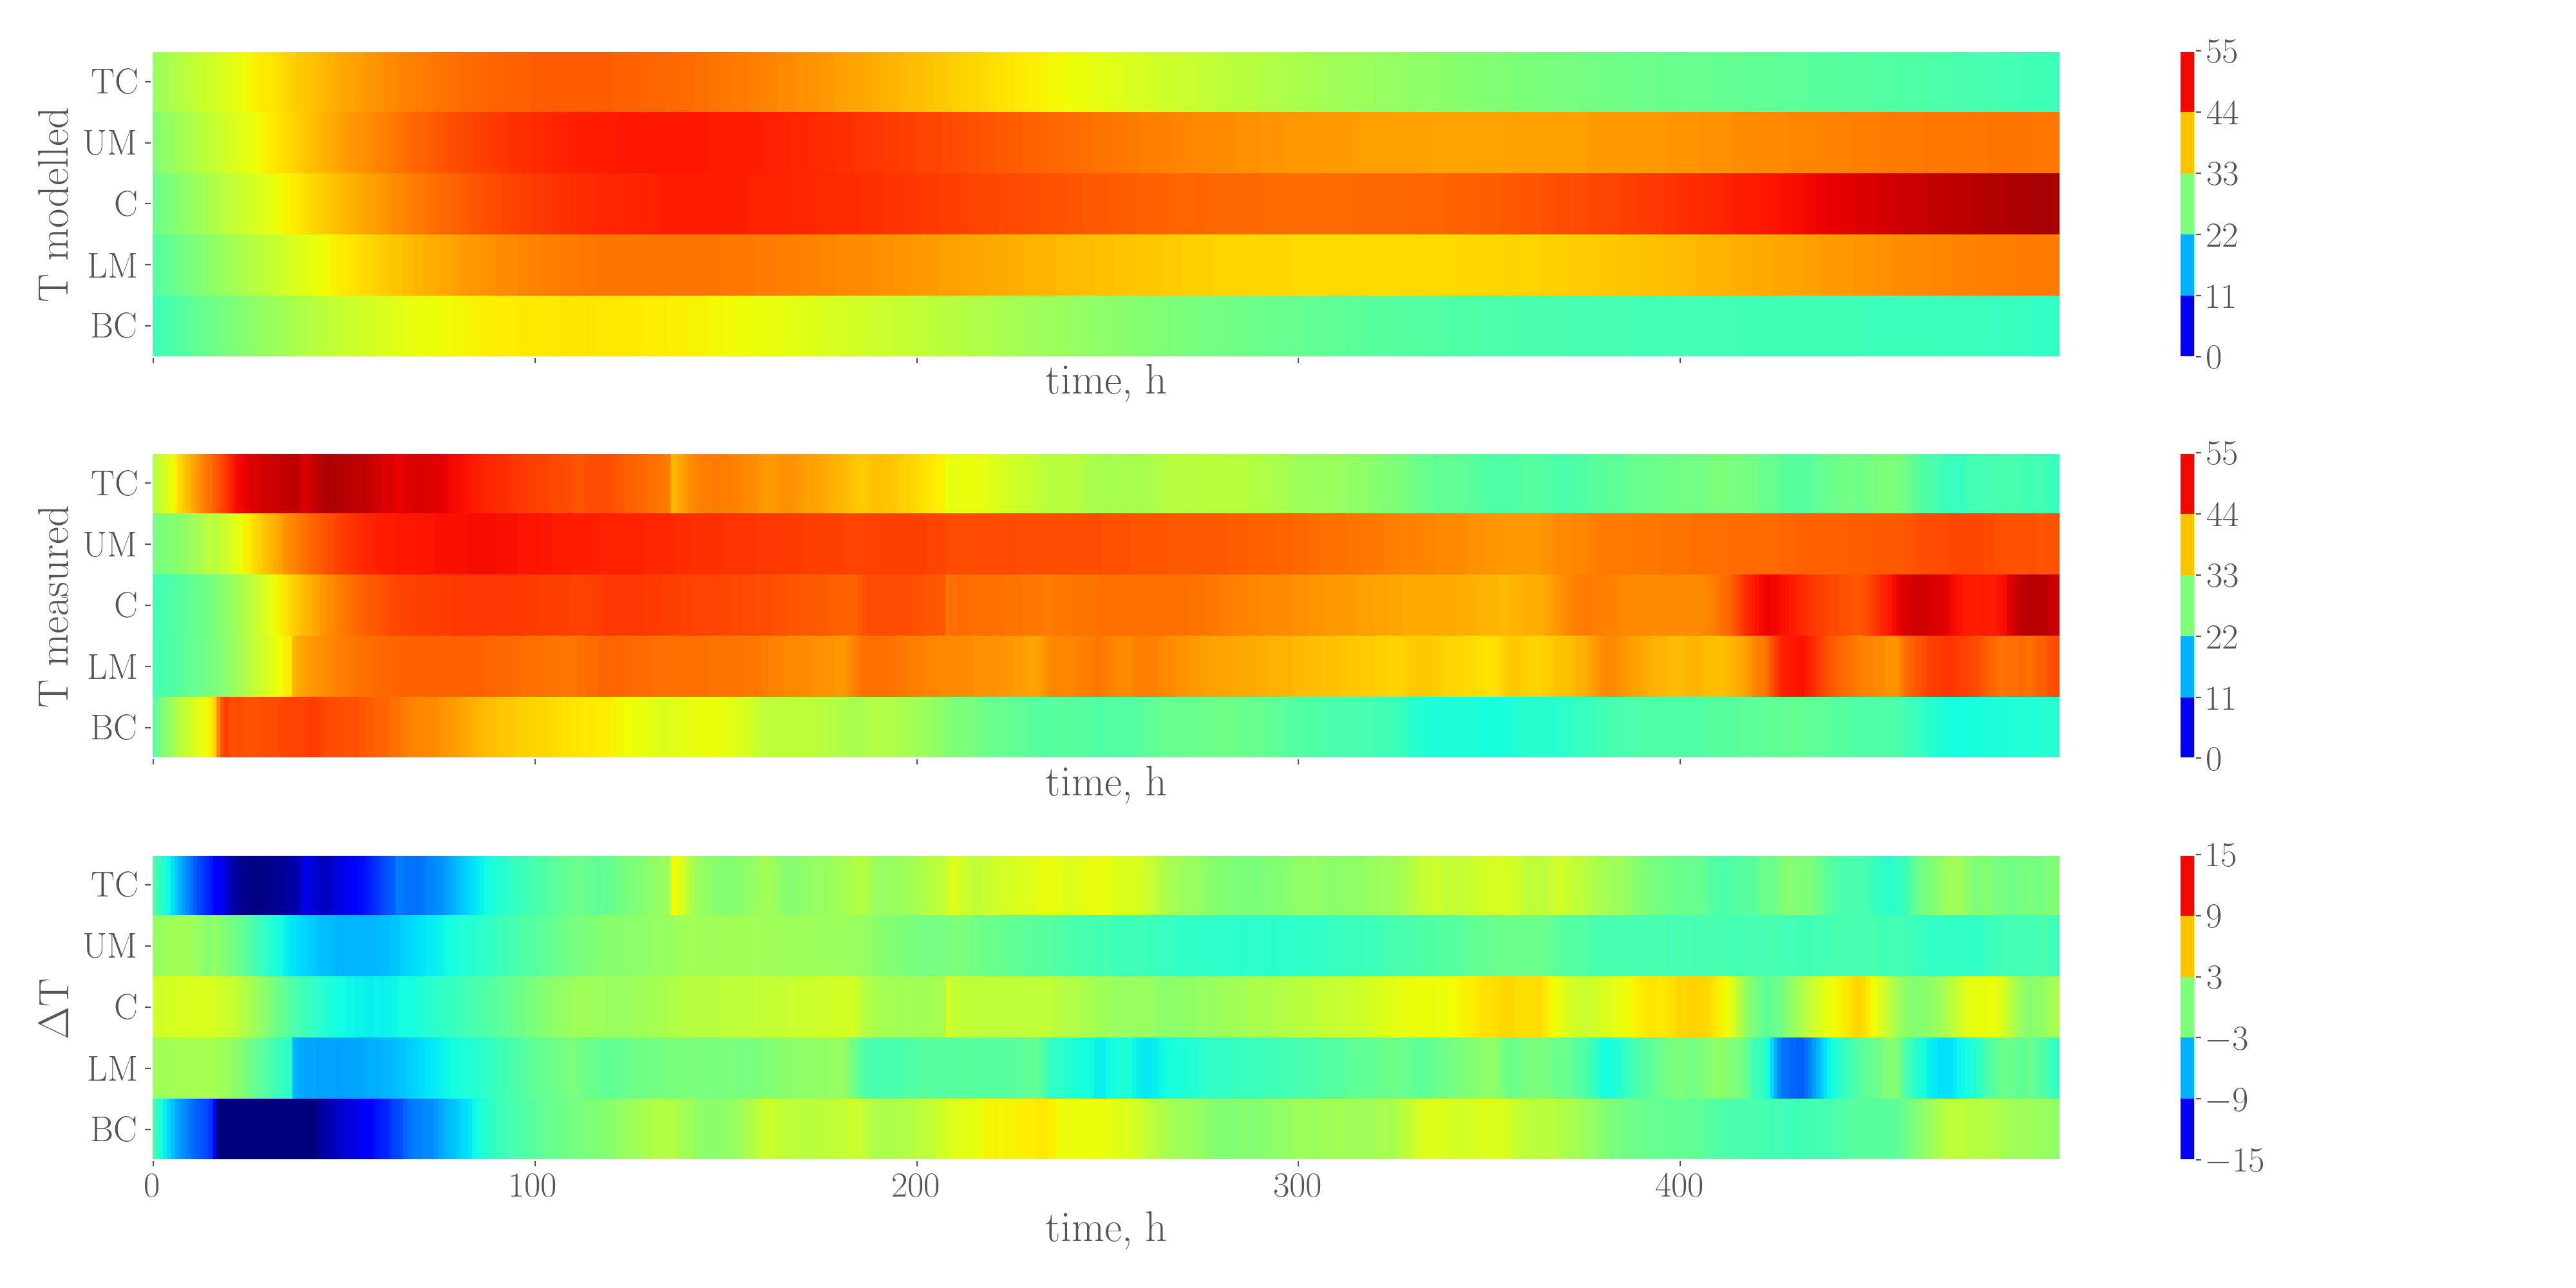 T modelled
TC
UM
C
LM
BC
time, h
55
44
33
22
11
0
T measured
TC
UM
C
LM
BC
time, h
55
44
33
22
11
0
ΔT
TC
UM
C
LM
BC
0 100 200 300 400
time, h
15
9
3
−3
−9
−15